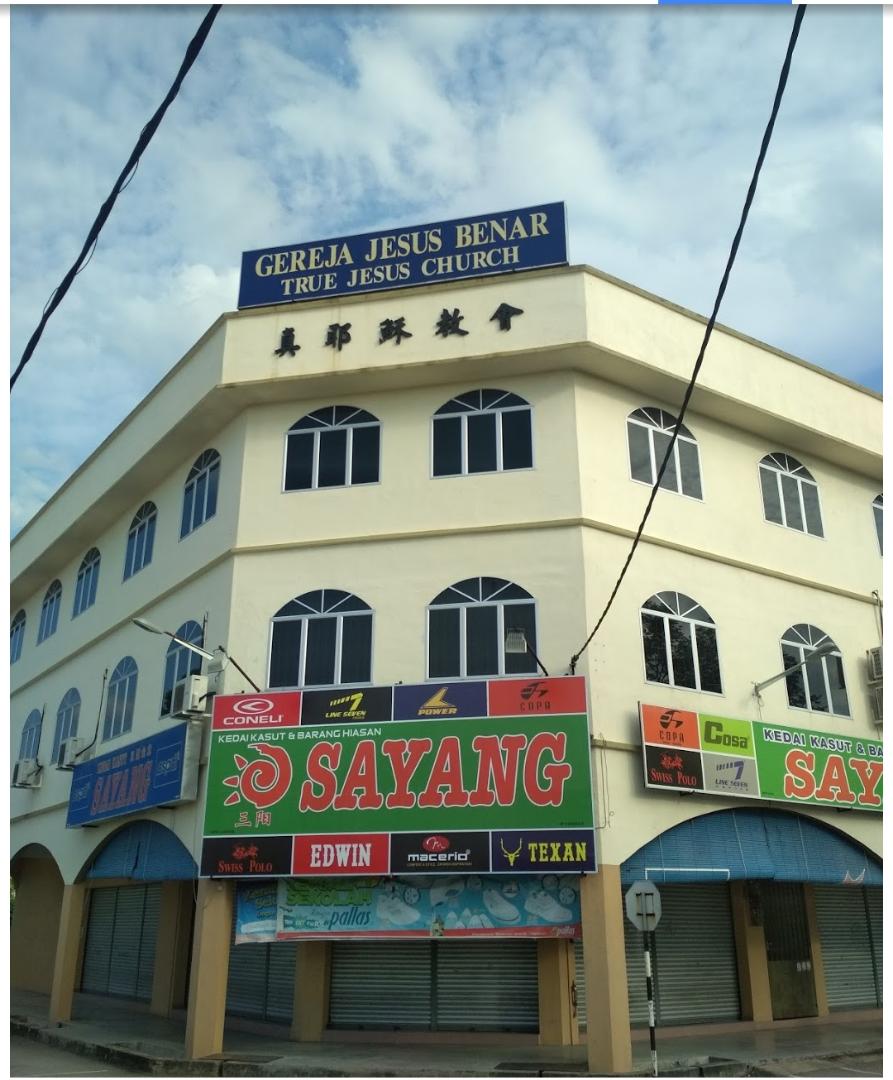 GEREJA JESUS BENAR
TRUE JESUS CHURCH
真耶穌教會
CONELI
LINE SEVEN
POWER
COPA
KEDAI KASUT & BARANG HIASAN
SAYANG
三阳
SWISS POLO
EDWIN
macerio
TEXAN
SEKOLAH
pallas
pallas
SAYANG
COPA
Cosa
SWISS POLO
LINE SEVEN
KEDAI KASUT & BA
SAY